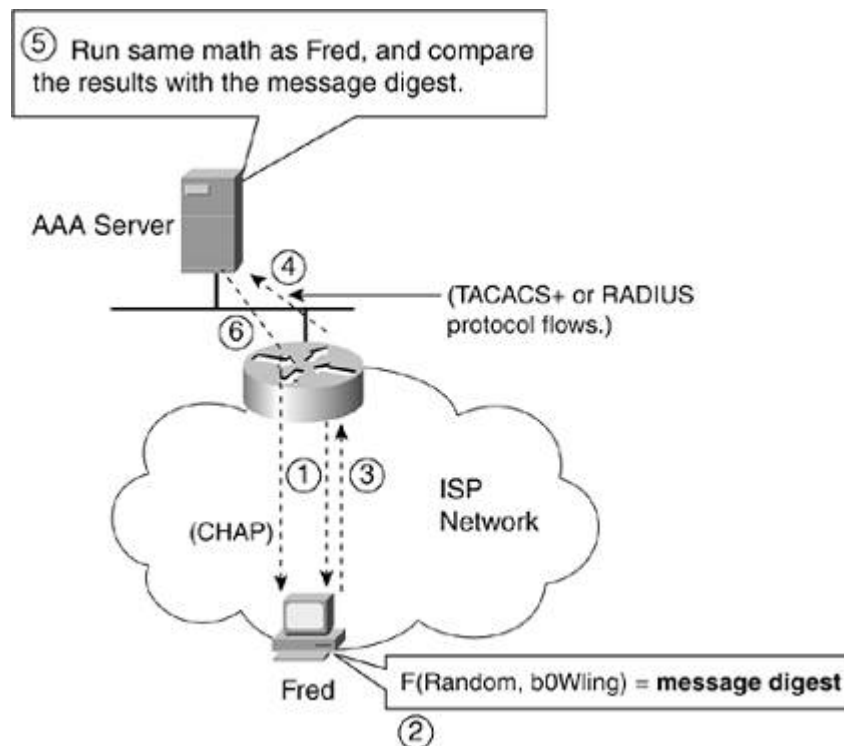 ⑤ Run same math as Fred, and compare
the results with the message digest.
AAA Server
④
(TACACS+ or RADIUS
protocol flows.)
⑥
① ③
ISP
Network
(CHAP)
Fred
F(Random, b0Wling) = message digest
②